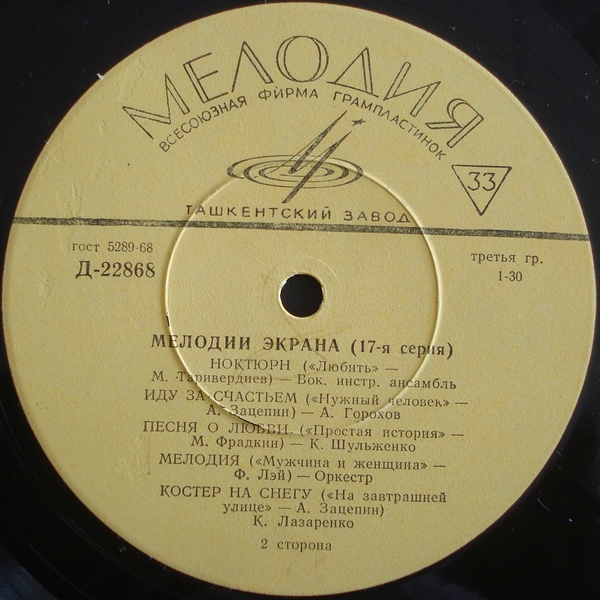 МЕЛОДИЯ
ВСЕСОЮЗНАЯ ФИРМА ГРАМПЛАСТИНОК
33
ТАШКЕНТСКИЙ ЗАВОД
гост 5289-68
Д-22868
третья гр.
1-30
МЕЛОДИИ ЭКРАНА (17-я серия)
НОКТЮРН («Любить» —
М. Таривердиев) — Вок. инстр. ансамбль
ИДУ ЗА СЧАСТЬЕМ («Нужный человек» —
А. Зацепин) — А. Горохов
ПЕСНЯ О ЛЮБВИ («Простая история» —
М. Фрадкин) — К. Шульженко
МЕЛОДИЯ («Мужчина и женщина» —
Ф. Лэй) — Оркестр
КОСТЕР НА СНЕГУ («На завтрашней
улице» — А. Зацепин)
К. Лазаренко
2 сторона